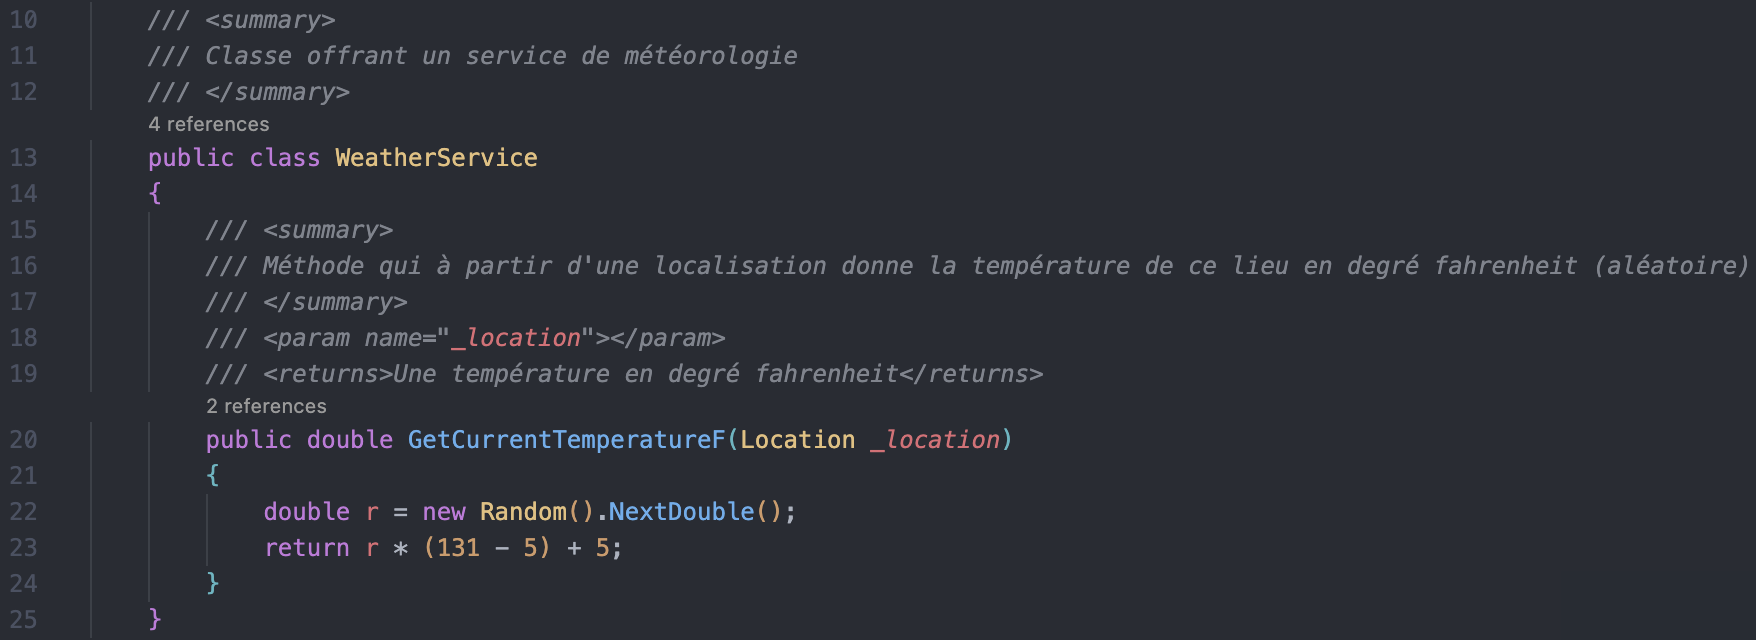 10 /// <summary>
11 /// Classe offrant un service de météorologie
12 /// </summary>
4 references
13 public class WeatherService
14 {
15 /// <summary>
16 /// Méthode qui à partir d'une localisation donne la température de ce lieu en degré fahrenheit (aléatoire)
17 /// </summary>
18 /// <param name="_location"></param>
19 /// <returns>Une température en degré fahrenheit</returns>
2 references
20 public double GetCurrentTemperatureF(Location _location)
21 {
22 double r = new Random().NextDouble();
23 return r * (131 - 5) + 5;
24 }
25 }